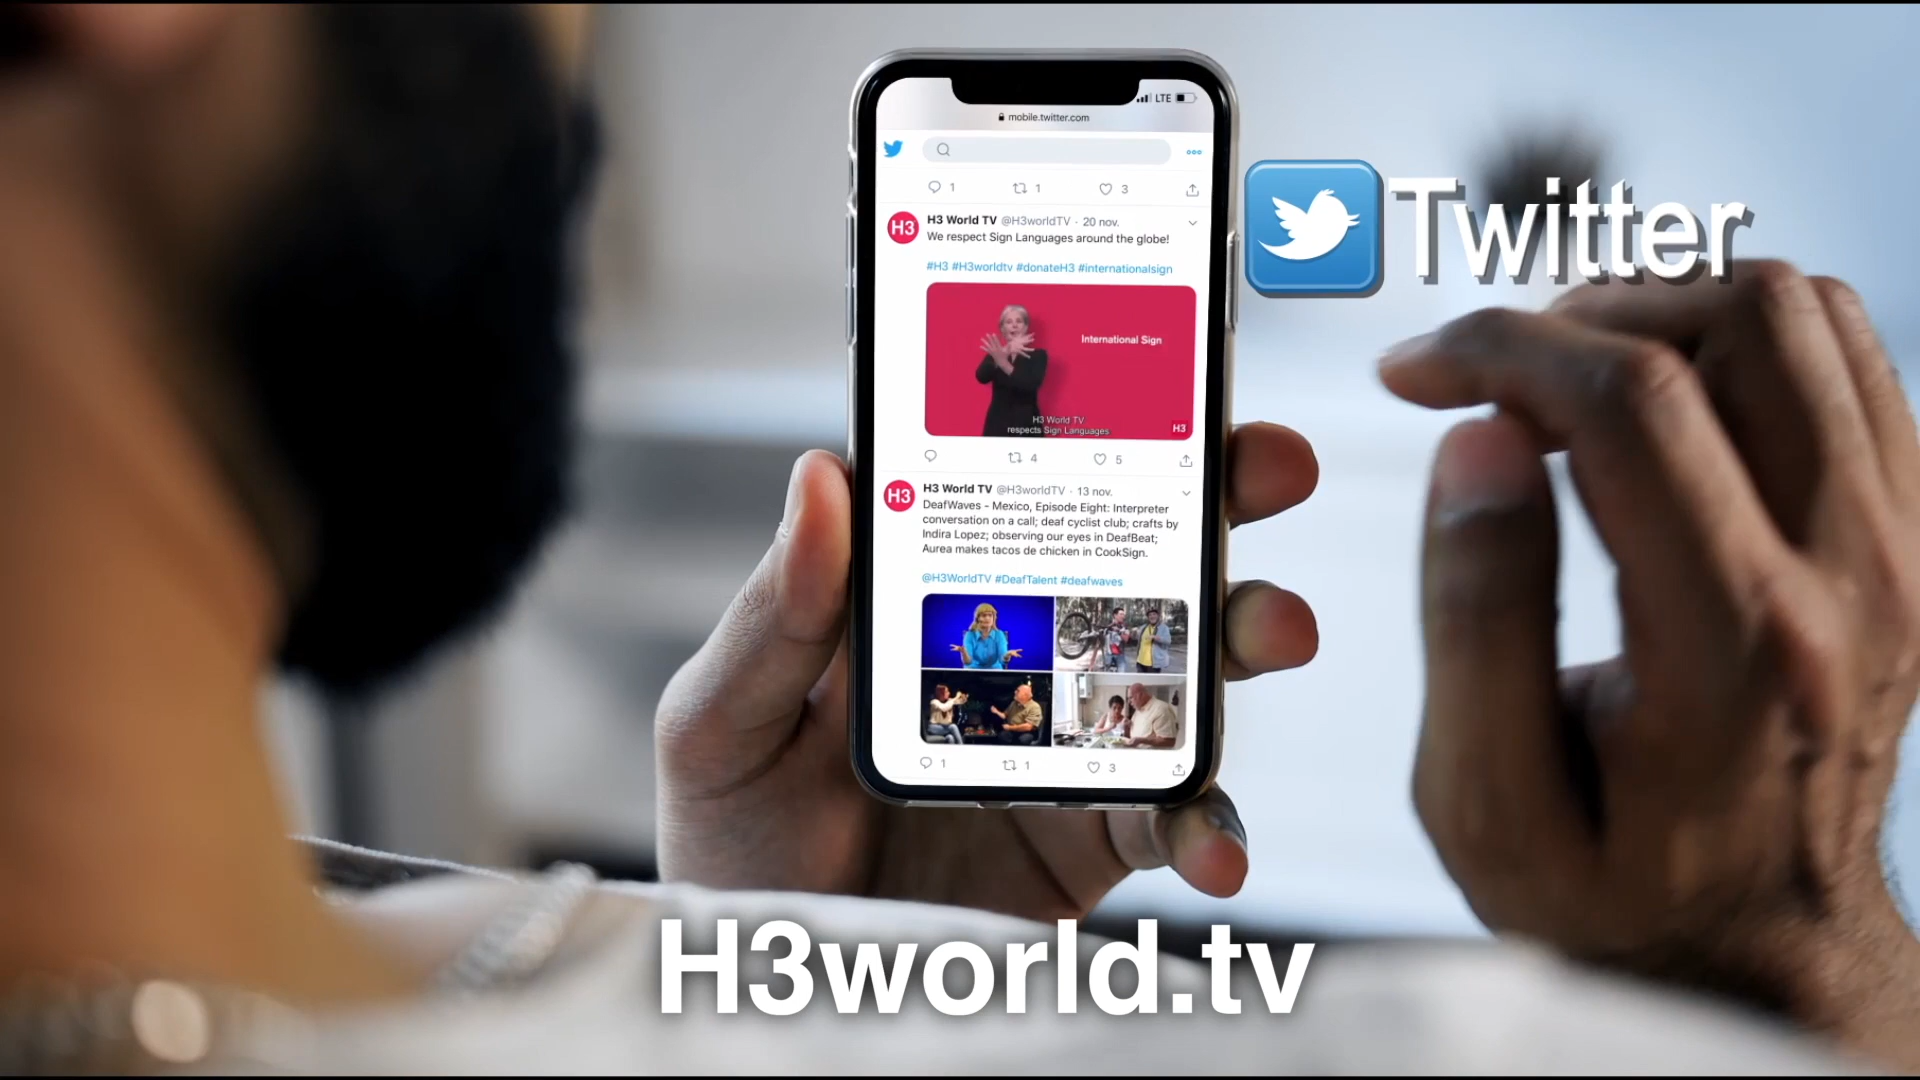 LTE
mobile.twitter.com
1 1 3
H3
H3 World TV @H3worldTV · 20 nov.
We respect Sign Languages around the globe!
#H3 #H3worldtv #donateH3 #internationalsign
International Sign
H3 World TV
respects Sign Languages
H3
4 5
H3
H3 World TV @H3worldTV · 13 nov.
DeafWaves - Mexico, Episode Eight: Interpreter
conversation on a call; deaf cyclist club; crafts by
Indira Lopez; observing our eyes in DeafBeat;
Aurea makes tacos de chicken in CookSign.
@H3WorldTV #DeafTalent #deafwaves
1 1 3
Twitter
H3world.tv